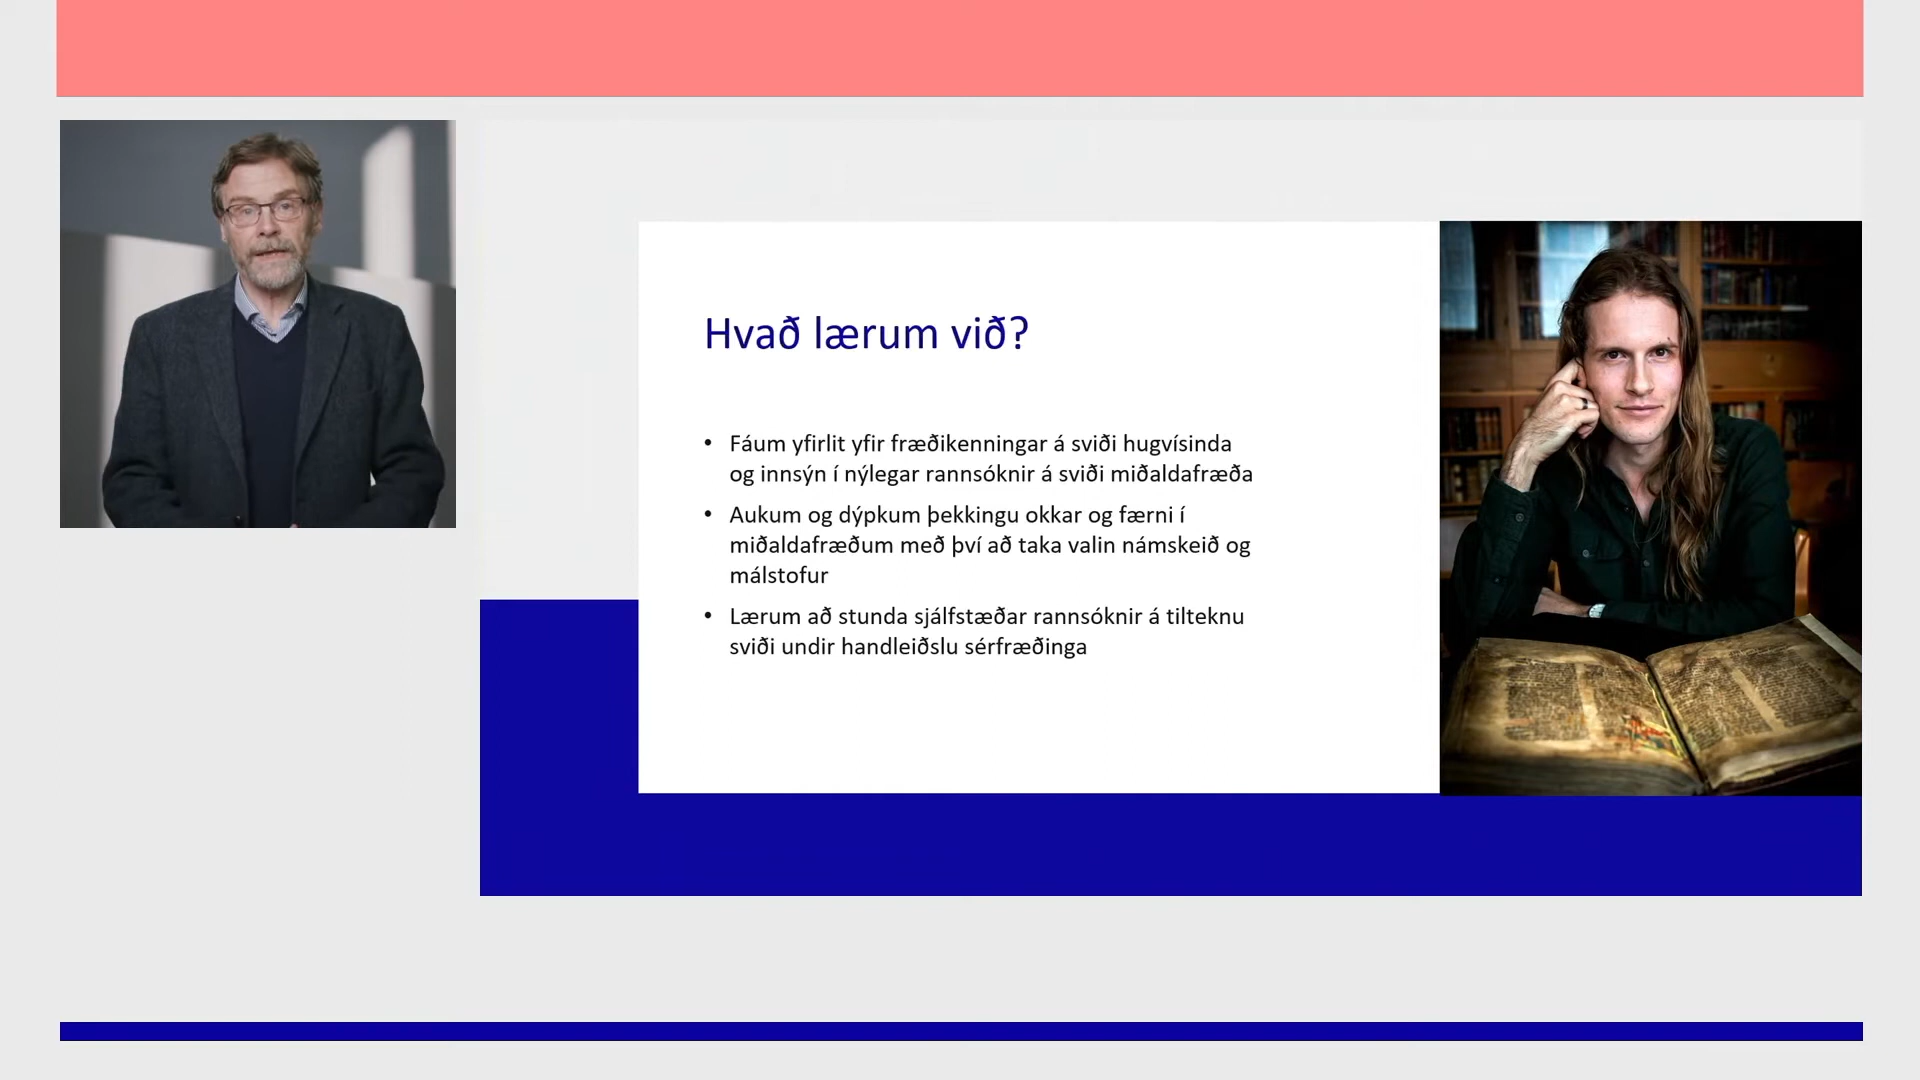 Hvað lærum við?
• Fáum yfirlit yfir fræðikenningar á sviði hugvísinda
og innsýn í nýlegar rannsóknir á sviði miðaldafræða
• Aukum og dýpkum þekkingu okkar og færni í
miðaldafræðum með því að taka valin námskeið og
málstofur
• Lærum að stunda sjálfstæðar rannsóknir á tilteknu
sviði undir handleiðslu sérfræðinga